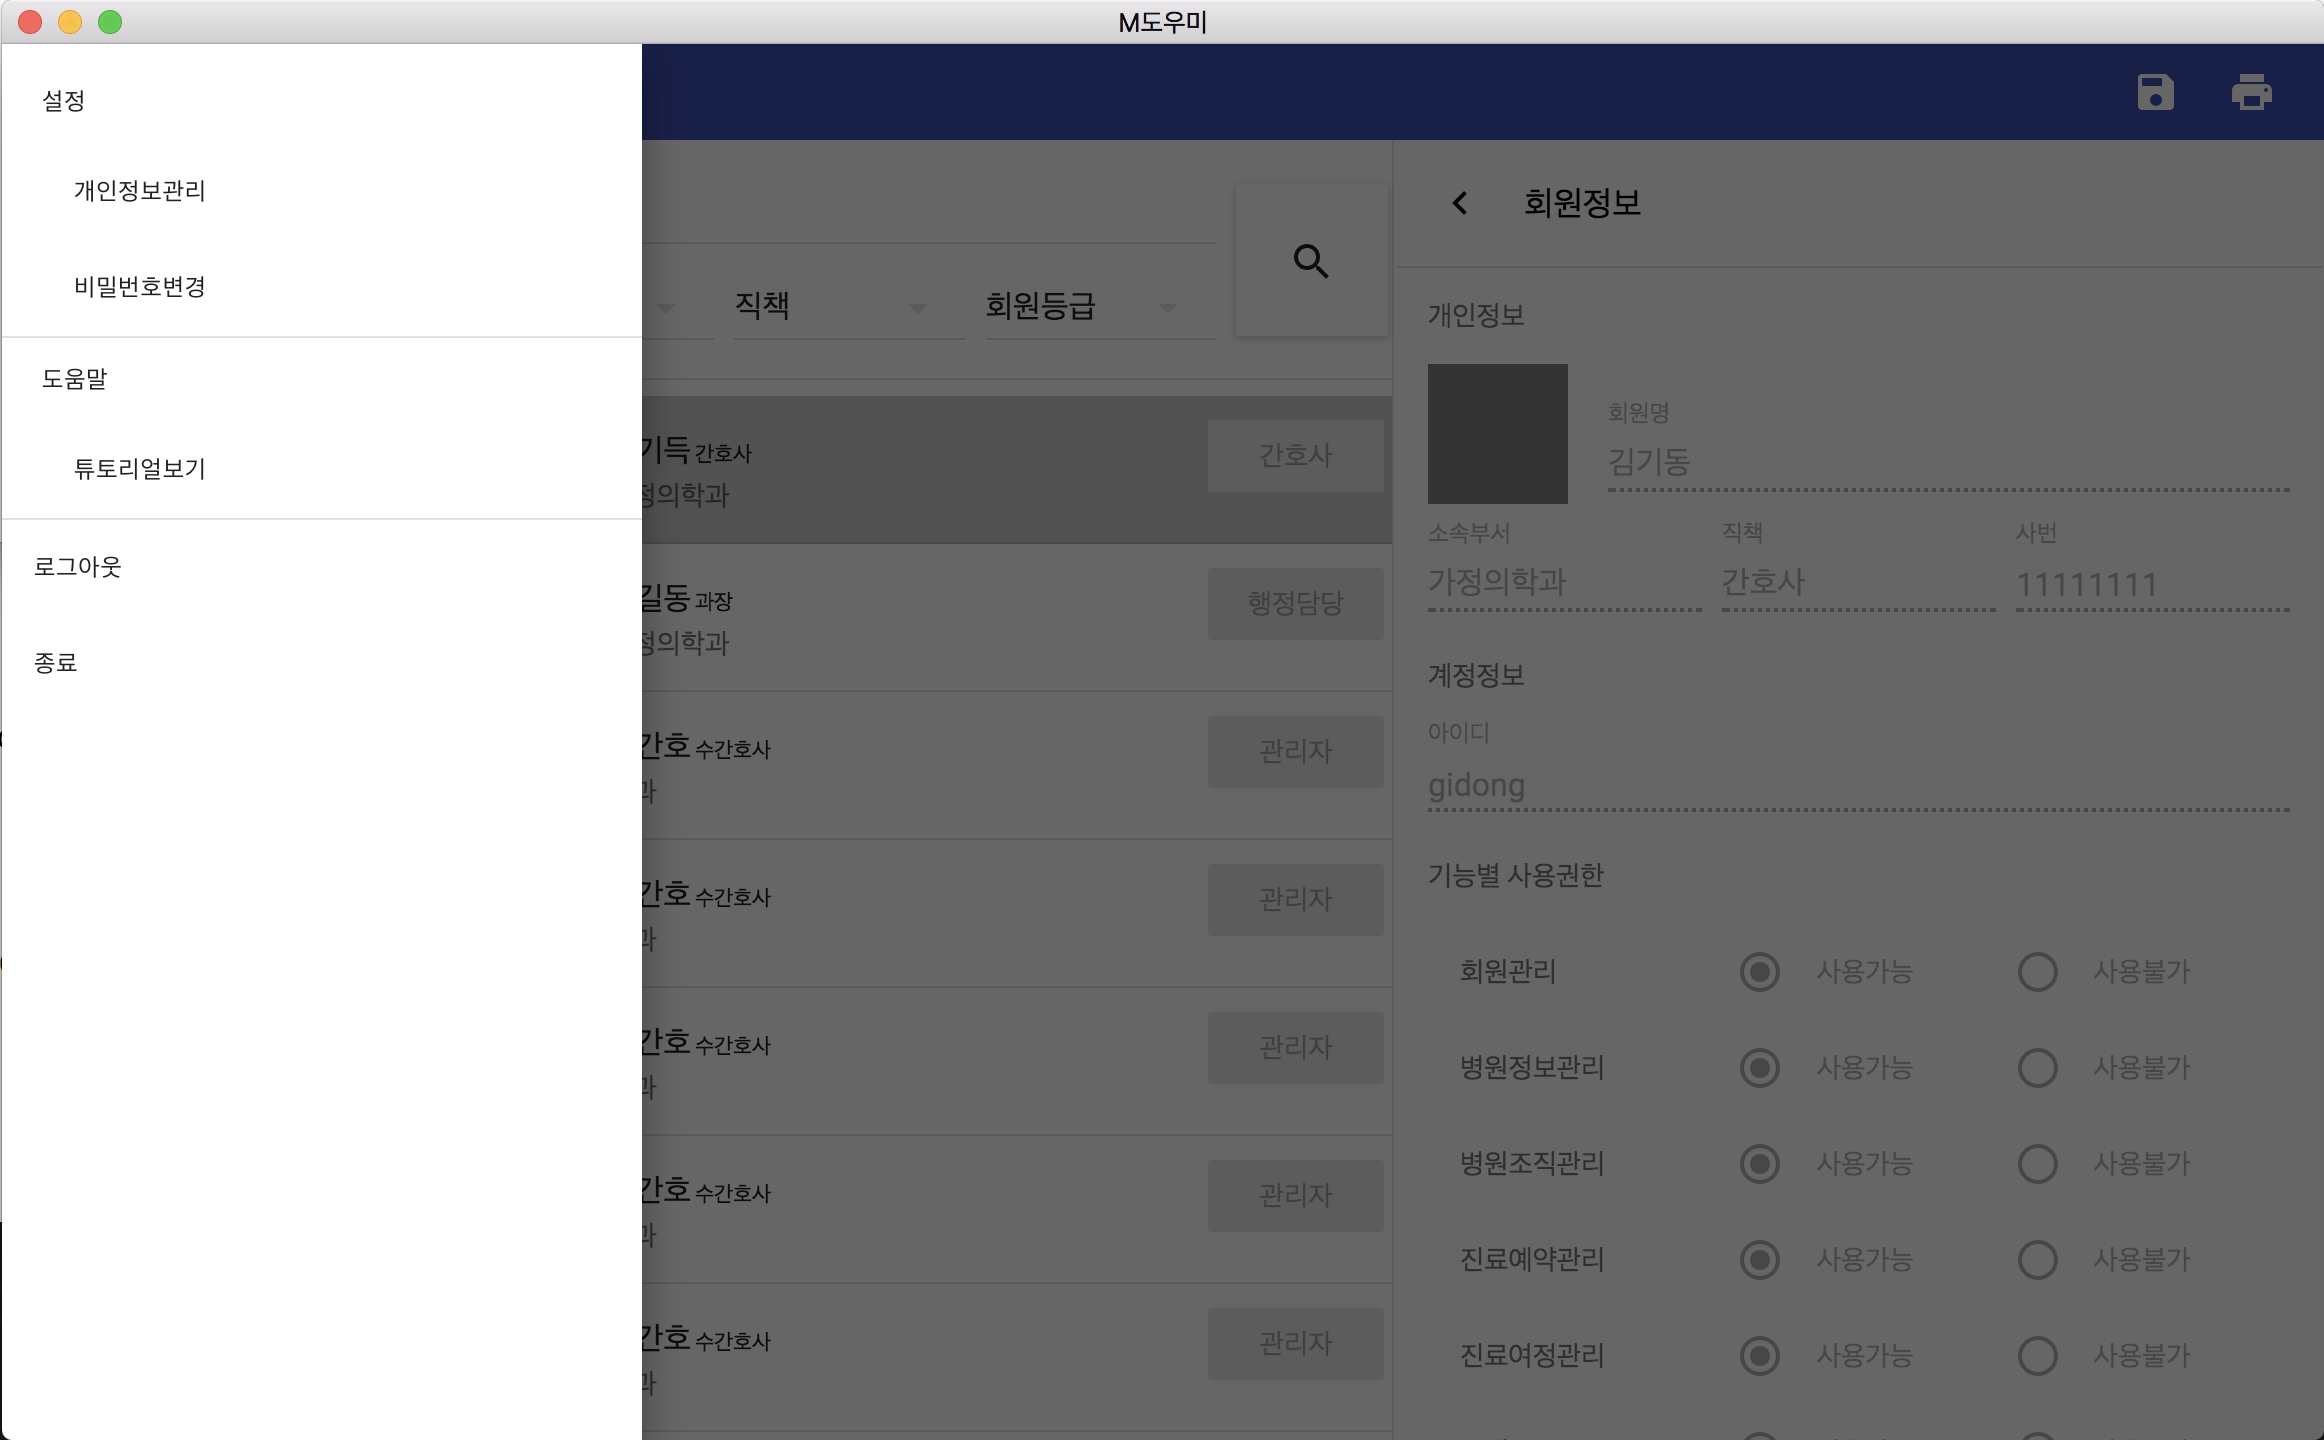 M도우미
설정
개인정보관리
비밀번호변경
도움말
튜토리얼보기
로그아웃
종료
직책 회원등급
기득 간호사 간호사
정의학과
길동 과장 행정담당
정의학과
간호 수간호사 관리자
과
간호 수간호사 관리자
과
간호 수간호사 관리자
과
간호 수간호사 관리자
과
간호 수간호사 관리자
과
회원정보
개인정보
회원명
김기동
소속부서 직책 사번
가정의학과 간호사 11111111
계정정보
아이디
gidong
기능별 사용권한
회원관리 사용가능 사용불가
병원정보관리 사용가능 사용불가
병원조직관리 사용가능 사용불가
진료예약관리 사용가능 사용불가
진료여정관리 사용가능 사용불가